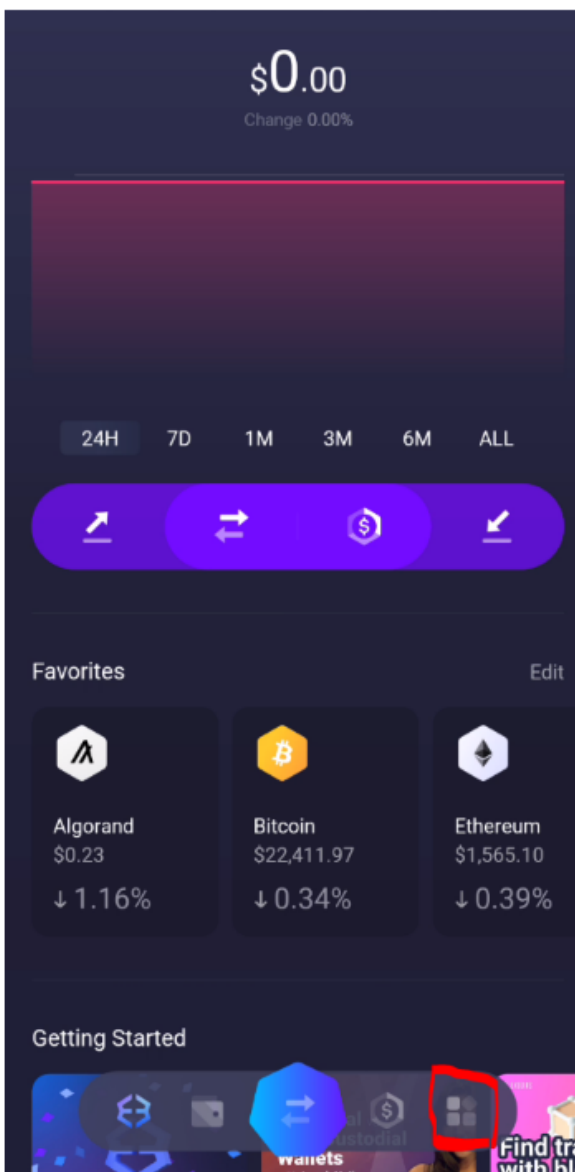 $0.00
Change 0.00%
24H 7D 1M 3M 6M ALL
Favorites Edit
Algorand Bitcoin Ethereum
$0.23 $22,411.97 $1,565.10
↓1.16% ↓0.34% ↓0.39%
Getting Started
ustodial
Wallets
Find tra
with bl